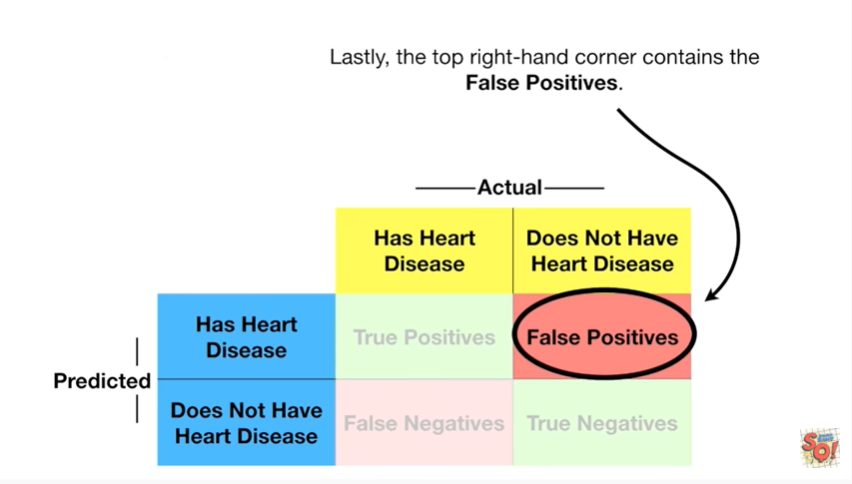 Lastly, the top right-hand corner contains the
False Positives.
Actual
Has Heart
Disease
Does Not Have
Heart Disease
Has Heart
Disease
True Positives
False Positives
Predicted
Does Not Have
Heart Disease
False Negatives
True Negatives
SQ!